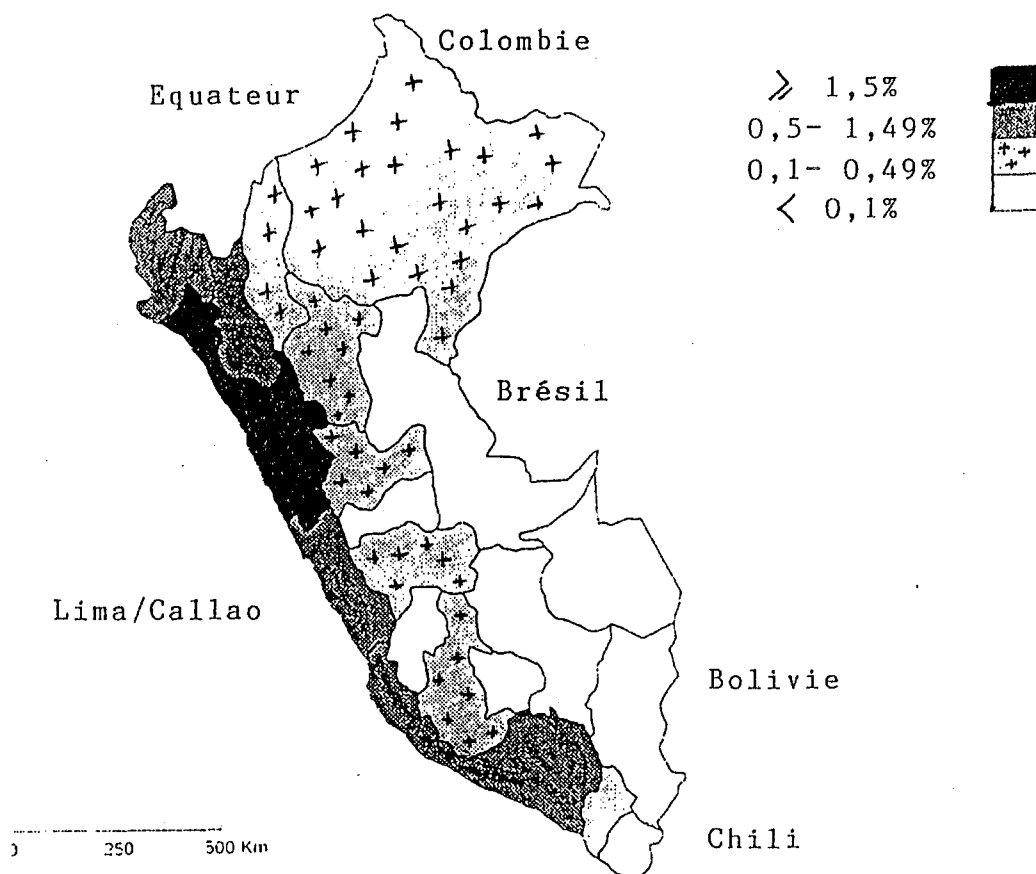 Colombie
Equateur
⩾ 1,5%
0,5- 1,49%
0,1- 0,49%
< 0,1%
Brésil
Lima/Callao
Bolivie
Chili
250 500 Km